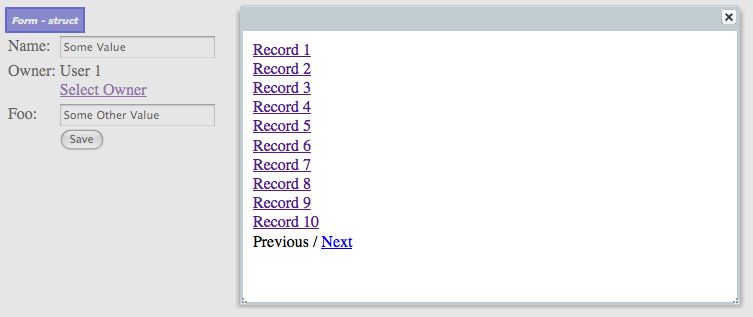 Form - struct
Name: Some Value
Owner: User 1
Select Owner
Foo: Some Other Value
Save
Record 1
Record 2
Record 3
Record 4
Record 5
Record 6
Record 7
Record 8
Record 9
Record 10
Previous / Next